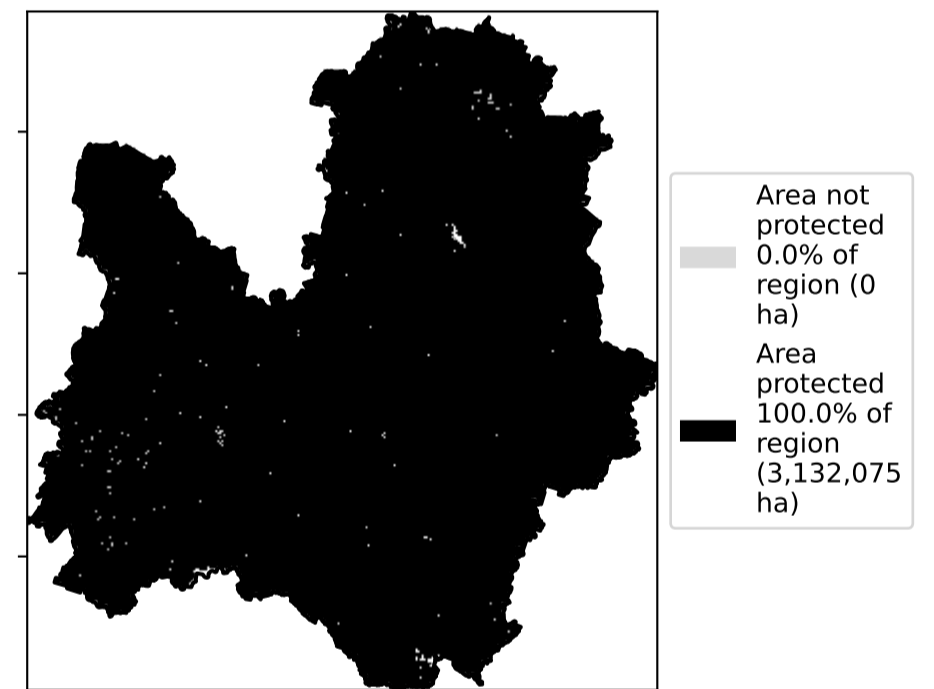 Area not
protected
0.0% of
region (0
ha)
Area
protected
100.0% of
region
(3,132,075
ha)